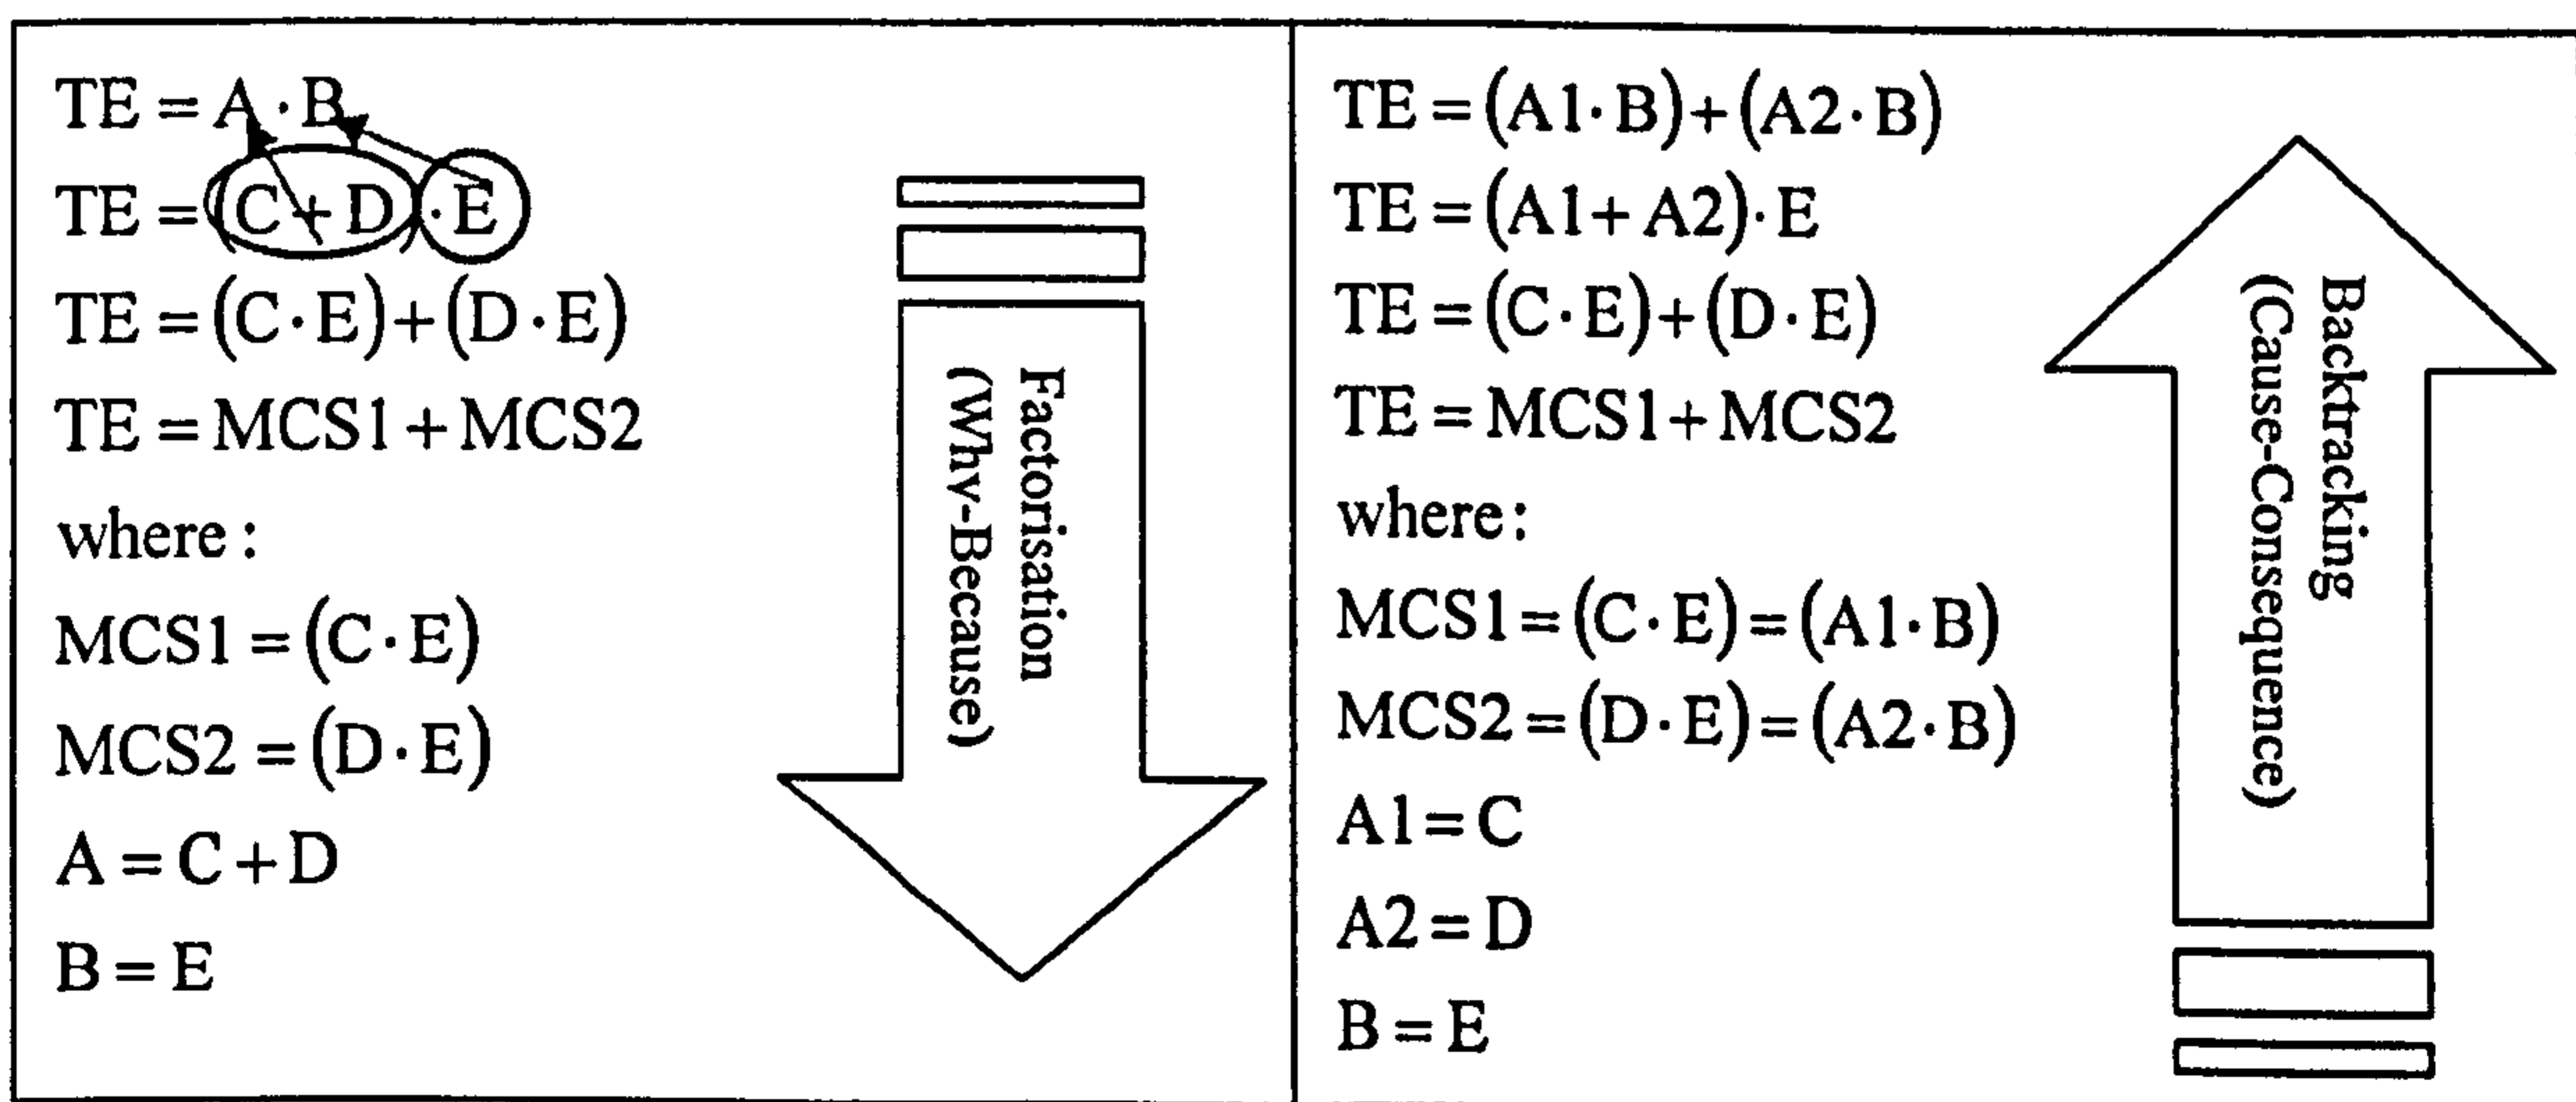 TE = A · B
TE = (C + D) · E
TE = (C · E) + (D · E)
TE = MCS1 + MCS2
where :
MCS1 = (C · E)
MCS2 = (D · E)
A = C + D
B = E
Factorisation
(Why-Because)
TE = (A1 · B) + (A2 · B)
TE = (A1 + A2) · E
TE = (C · E) + (D · E)
TE = MCS1 + MCS2
where :
MCS1 = (C · E) = (A1 · B)
MCS2 = (D · E) = (A2 · B)
A1 = C
A2 = D
B = E
Backtracking
(Cause-Consequence)